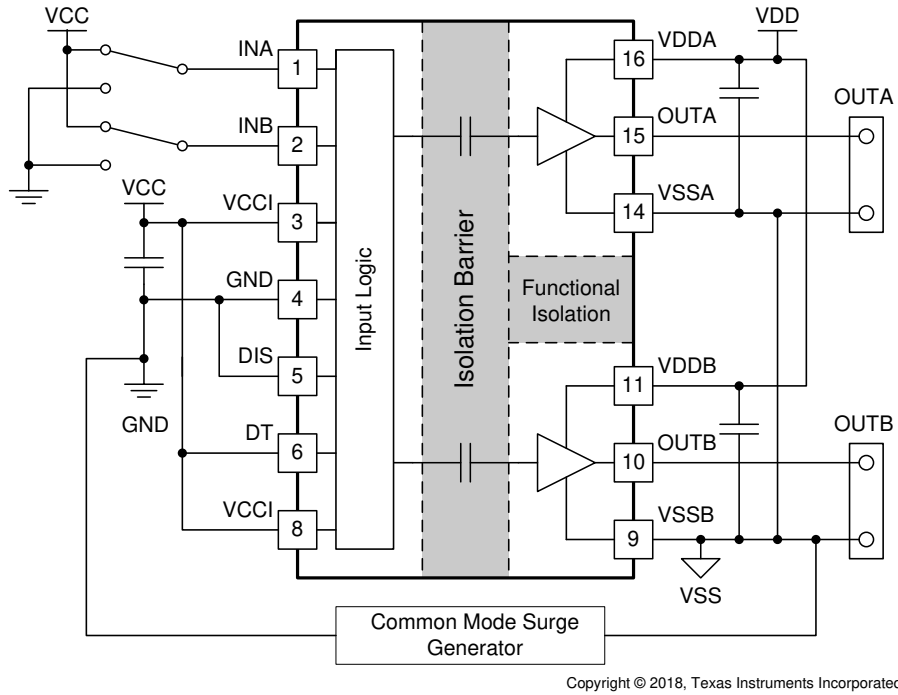 VCC
VDD
INA
1
16
VDDA
OUTA
INB
2
15
OUTA
VCC
VCCI
3
14
VSSA
GND
4
Input Logic
Isolation Barrier
Functional
Isolation
DIS
5
11
VDDB
GND
DT
6
10
OUTB
OUTB
VCCI
8
9
VSSB
VSS
Common Mode Surge
Generator
Copyright © 2018, Texas Instruments Incorporated